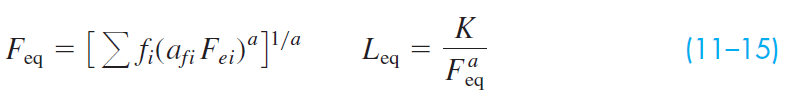 F_eq = [∑ f_i(a_fi F_ei)^a]^1/a    L_eq = K / F_eq^a    (11–15)